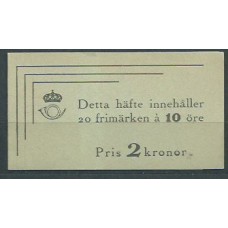 Detta häfte innehåller
20 frimärken à 10 öre
Pris 2 kronor.